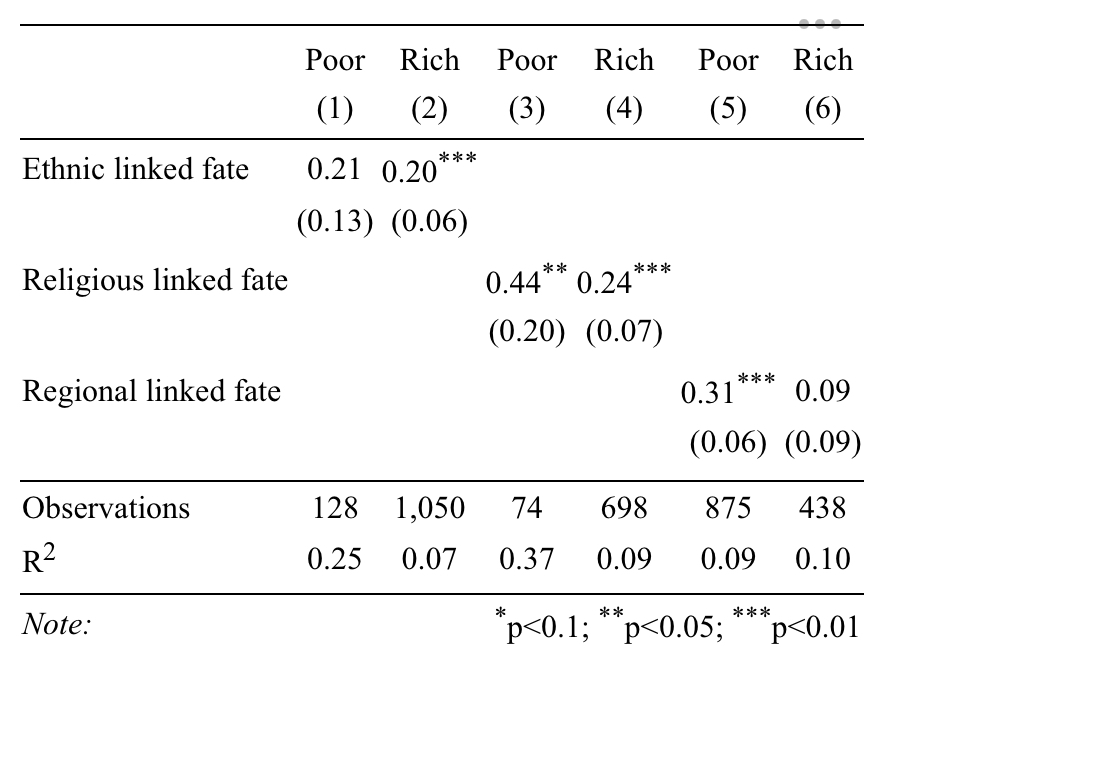 Poor Rich Poor Rich Poor Rich
(1) (2) (3) (4) (5) (6)
Ethnic linked fate 0.21 0.20***
(0.13) (0.06)
Religious linked fate 0.44** 0.24***
(0.20) (0.07)
Regional linked fate 0.31*** 0.09
(0.06) (0.09)
Observations 128 1,050 74 698 875 438
R² 0.25 0.07 0.37 0.09 0.09 0.10
Note: *p<0.1; **p<0.05; ***p<0.01